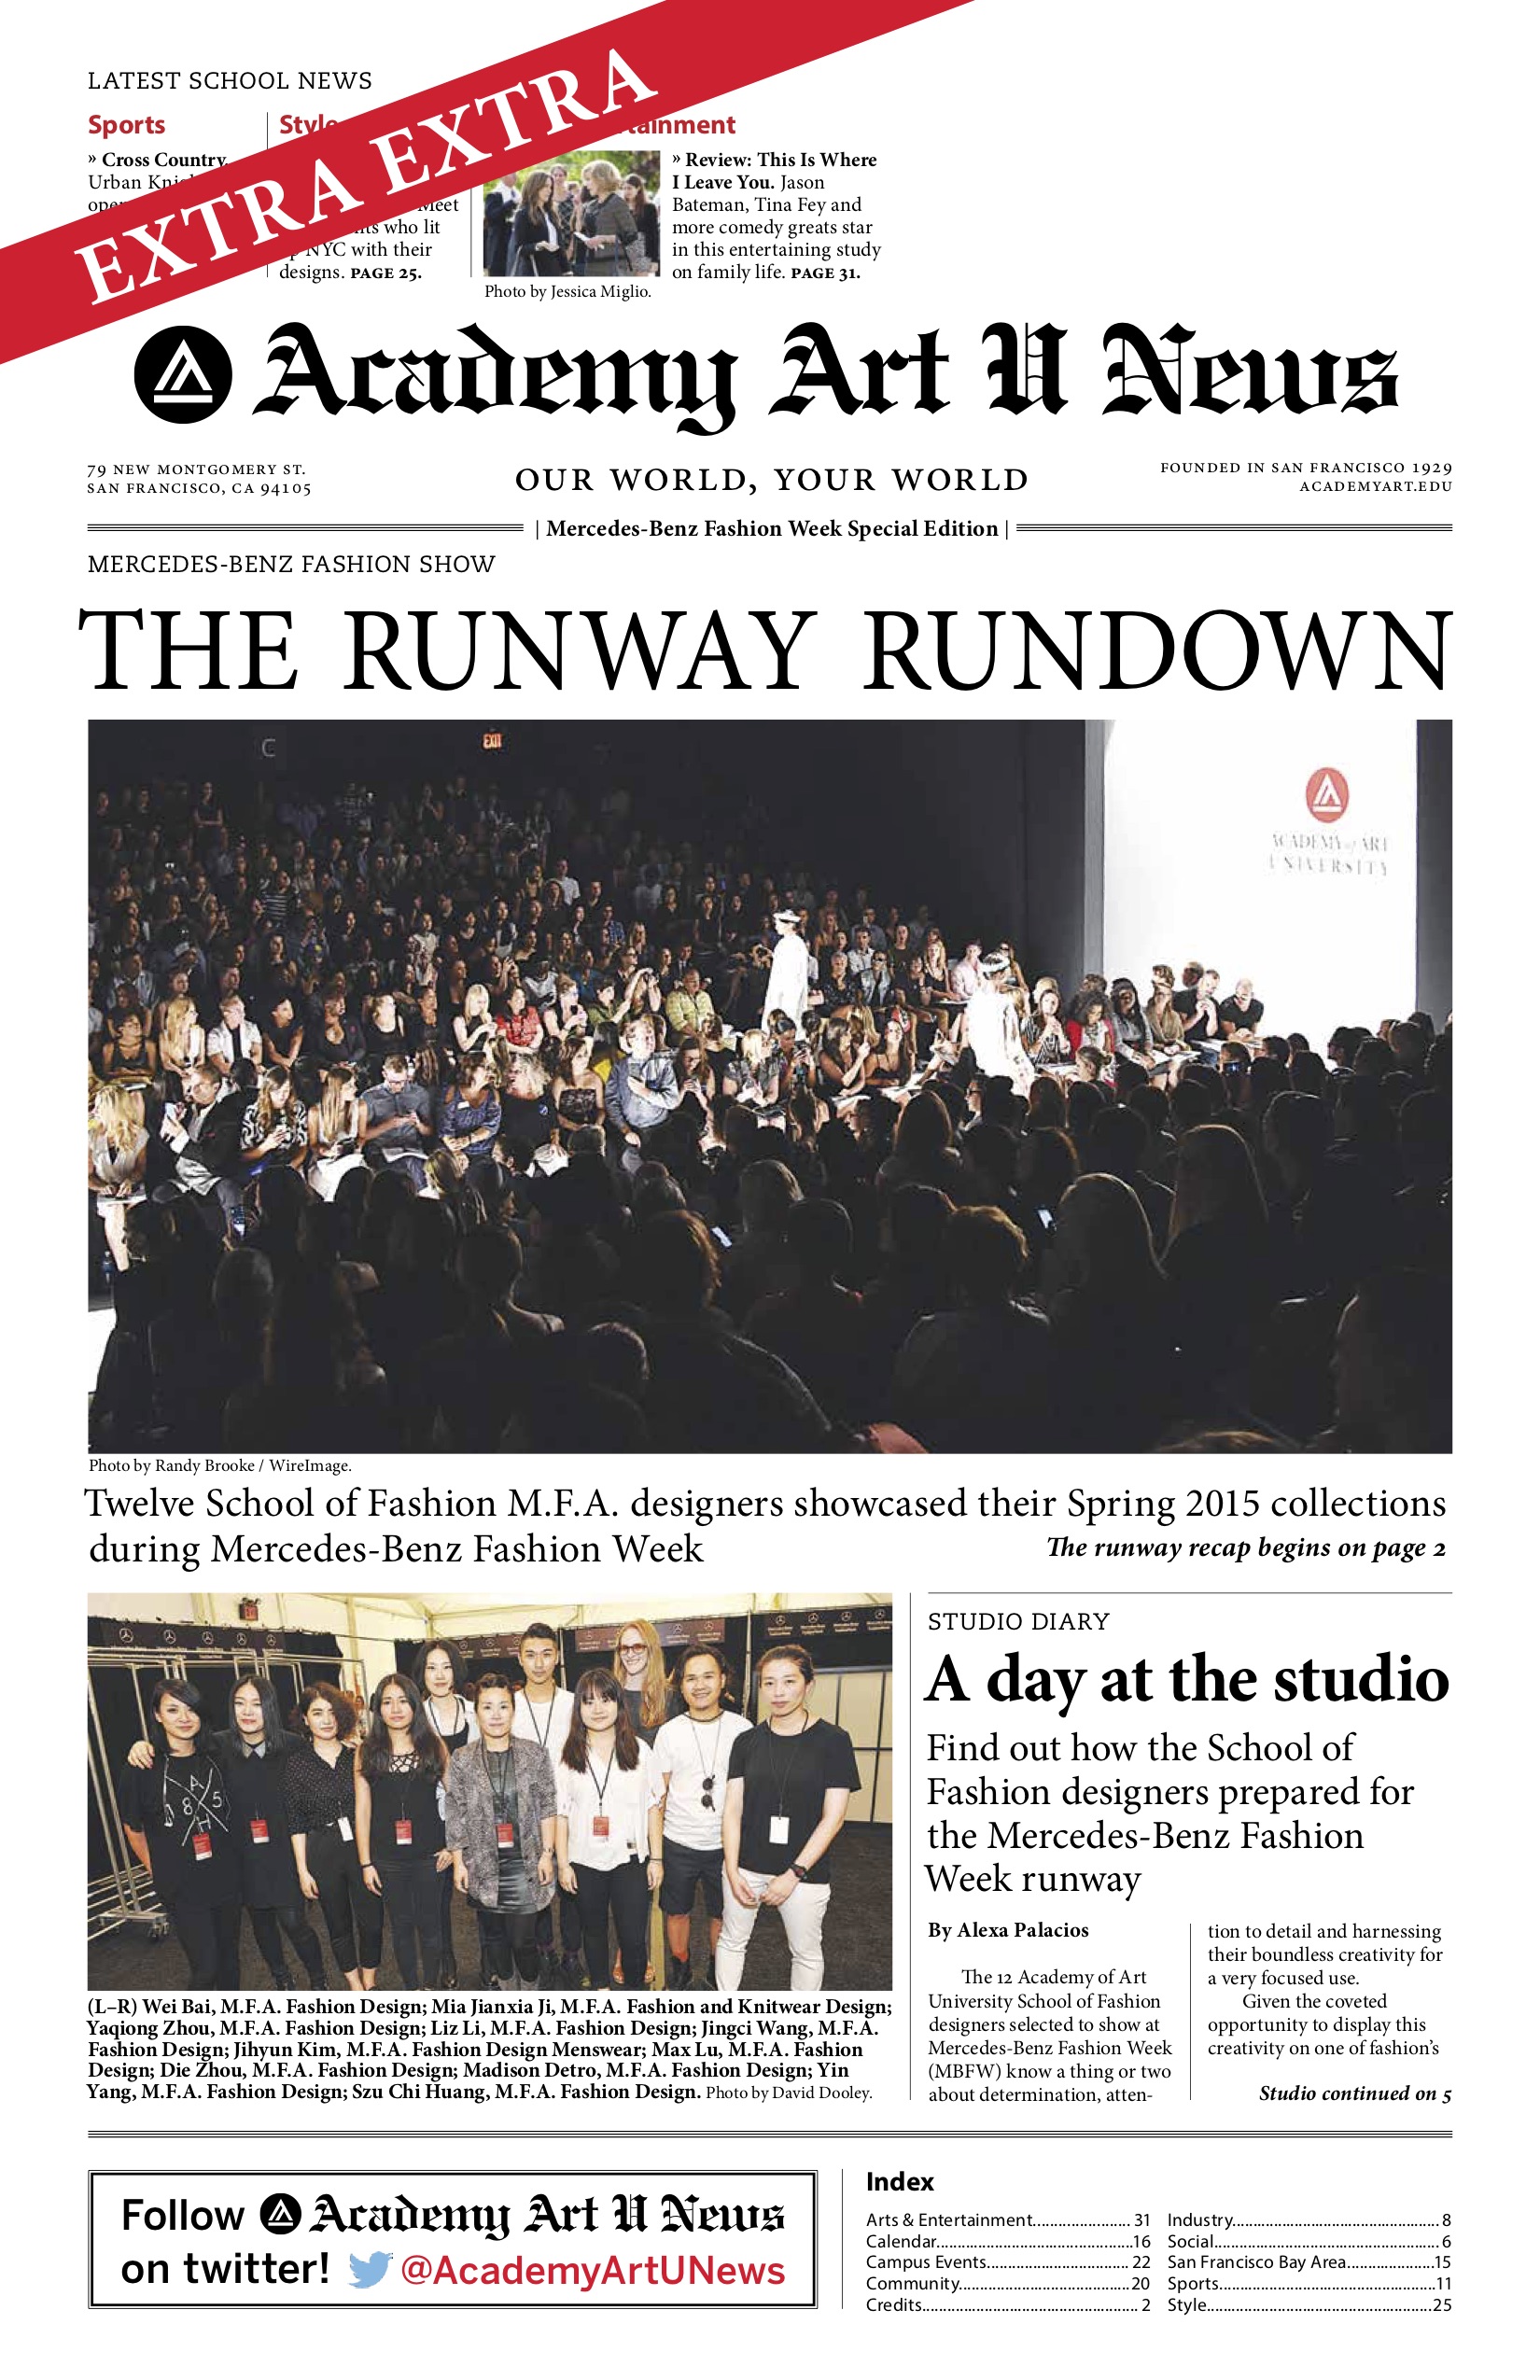 LATEST SCHOOL NEWS
EXTRA EXTRA
Sports
» Cross Country.
Urban
Style
Meet
who lit
NYC with their
designs. PAGE 25.
Photo by Jessica Miglio.
» Review: This Is Where
I Leave You. Jason
Bateman, Tina Fey and
more comedy greats star
in this entertaining study
on family life. PAGE 31.
Academy Art U News
79 NEW MONTGOMERY ST.
SAN FRANCISCO, CA 94105
OUR WORLD, YOUR WORLD
FOUNDED IN SAN FRANCISCO 1929
ACADEMYART.EDU
| Mercedes-Benz Fashion Week Special Edition |
MERCEDES-BENZ FASHION SHOW
THE RUNWAY RUNDOWN
C
EXIT
ACADEMY of ART
UNIVERSITY
Photo by Randy Brooke / WireImage.
Twelve School of Fashion M.F.A. designers showcased their Spring 2015 collections
during Mercedes-Benz Fashion Week
The runway recap begins on page 2
(L–R) Wei Bai, M.F.A. Fashion Design; Mia Jianxia Ji, M.F.A. Fashion and Knitwear Design;
Yaqiong Zhou, M.F.A. Fashion Design; Liz Li, M.F.A. Fashion Design; Jingci Wang, M.F.A.
Fashion Design; Jihyun Kim, M.F.A. Fashion Design Menswear; Max Lu, M.F.A. Fashion
Design; Die Zhou, M.F.A. Fashion Design; Madison Detro, M.F.A. Fashion Design; Yin
Yang, M.F.A. Fashion Design; Szu Chi Huang, M.F.A. Fashion Design. Photo by David Dooley.
STUDIO DIARY
A day at the studio
Find out how the School of
Fashion designers prepared for
the Mercedes-Benz Fashion
Week runway
By Alexa Palacios
The 12 Academy of Art
University School of Fashion
designers selected to show at
Mercedes-Benz Fashion Week
(MBFW) know a thing or two
about determination, atten-
tion to detail and harnessing
their boundless creativity for
a very focused use.
Given the coveted
opportunity to display this
creativity on one of fashion’s
Studio continued on 5
Follow Academy Art U News
on twitter! @AcademyArtUNews
Index
Arts & Entertainment....................... 31
Calendar...............................................16
Campus Events.................................. 22
Community.........................................20
Credits.................................................... 2
Industry.................................................. 8
Social...................................................... 6
San Francisco Bay Area.....................15
Sports....................................................11
Style......................................................25